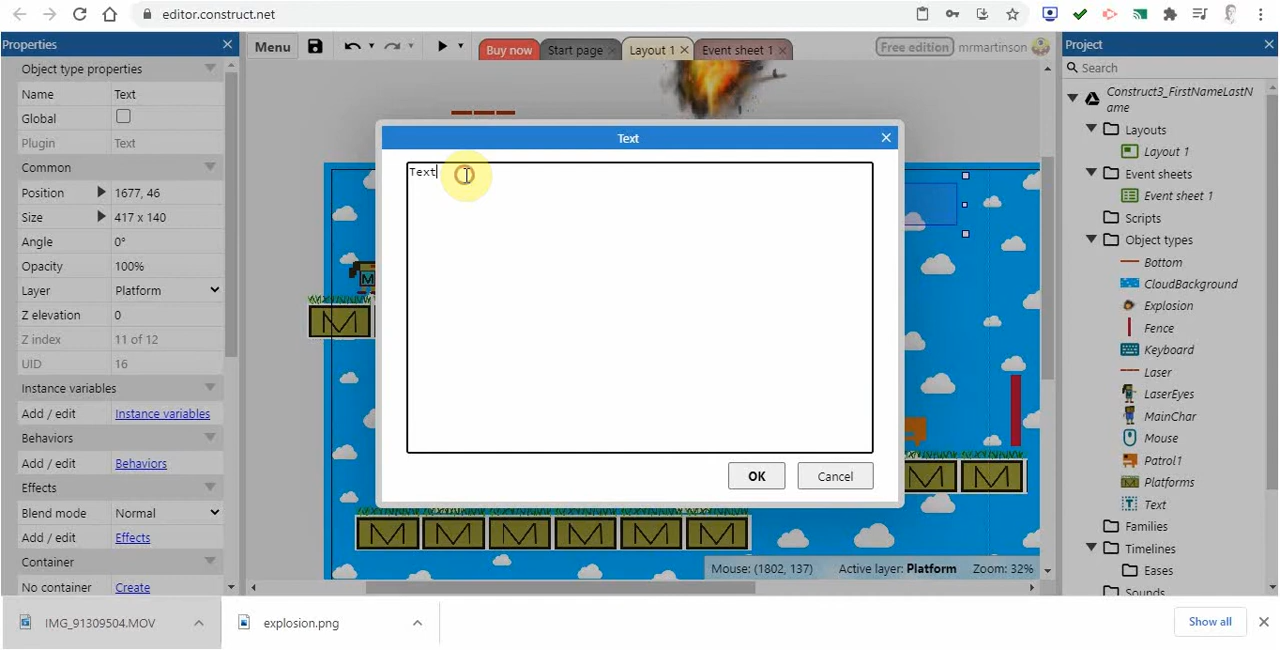 editor.construct.net
Properties
Menu
Buy now
Start page
Layout 1
Event sheet 1
Free edition
mrmartinson
Project
Object type properties
Name Text
Global
Plugin Text
Common
Position 1677, 46
Size 417 x 140
Angle 0°
Opacity 100%
Layer Platform
Z elevation 0
Z index 11 of 12
UID 16
Instance variables
Add / edit Instance variables
Behaviors
Add / edit Behaviors
Effects
Blend mode Normal
Add / edit Effects
Container
No container Create
Text
Text
OK
Cancel
M
M
M M
M M M M M M
Mouse: (1802, 137) Active layer: Platform Zoom: 32%
Search
Construct3_FirstNameLastN
ame
Layouts
Layout 1
Event sheets
Event sheet 1
Scripts
Object types
Bottom
CloudBackground
Explosion
Fence
Keyboard
Laser
LaserEyes
MainChar
Mouse
Patrol1
Platforms
Text
Families
Timelines
Eases
Sounds
IMG_91309504.MOV
explosion.png
Show all